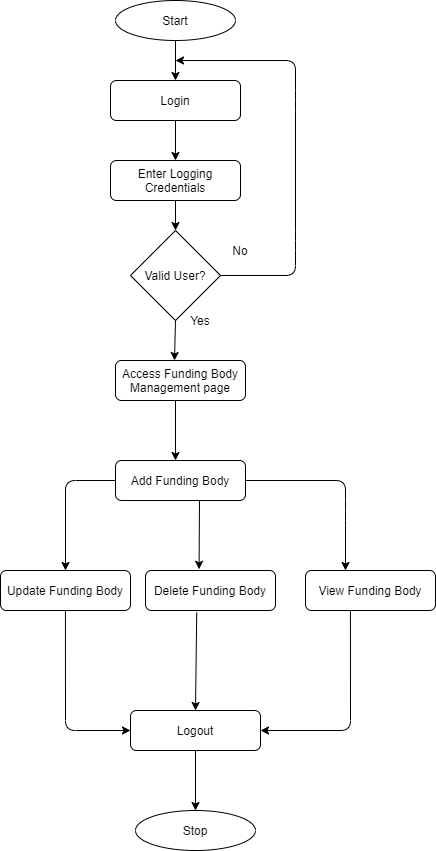 Start
Login
Enter Logging
Credentials
No
Valid User?
Yes
Access Funding Body
Management page
Add Funding Body
Update Funding Body
Delete Funding Body
View Funding Body
Logout
Stop